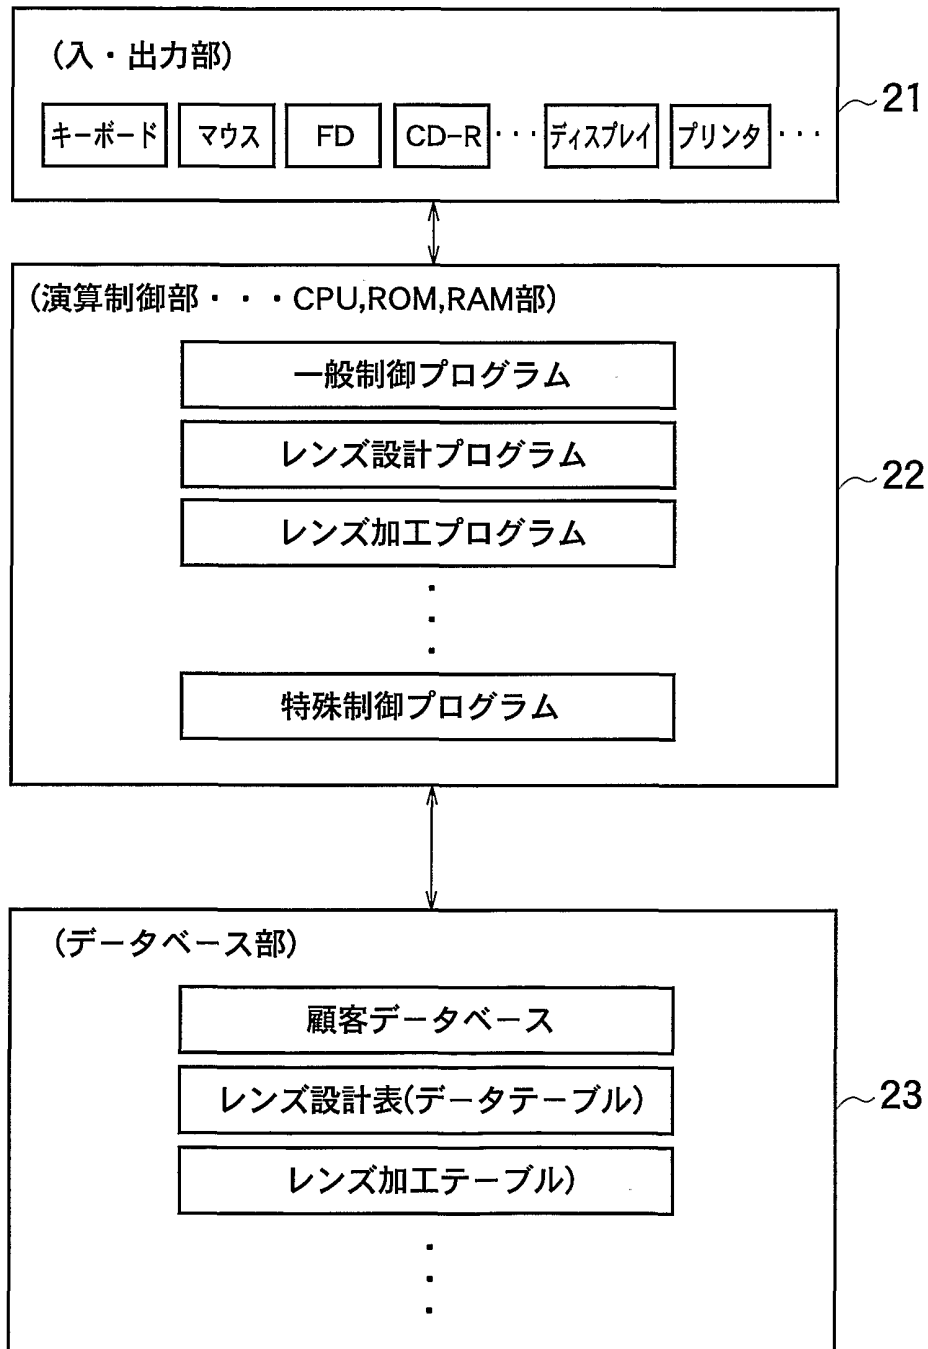 (入・出力部)
21
キーボード マウス FD CD-R ・・・ ディスプレイ プリンタ ・・・
(演算制御部・・・CPU,ROM,RAM部)
一般制御プログラム
レンズ設計プログラム
22
レンズ加工プログラム
・
・
・
特殊制御プログラム
(データベース部)
顧客データベース
レンズ設計表(データテーブル)
23
レンズ加工テーブル)
・
・
・